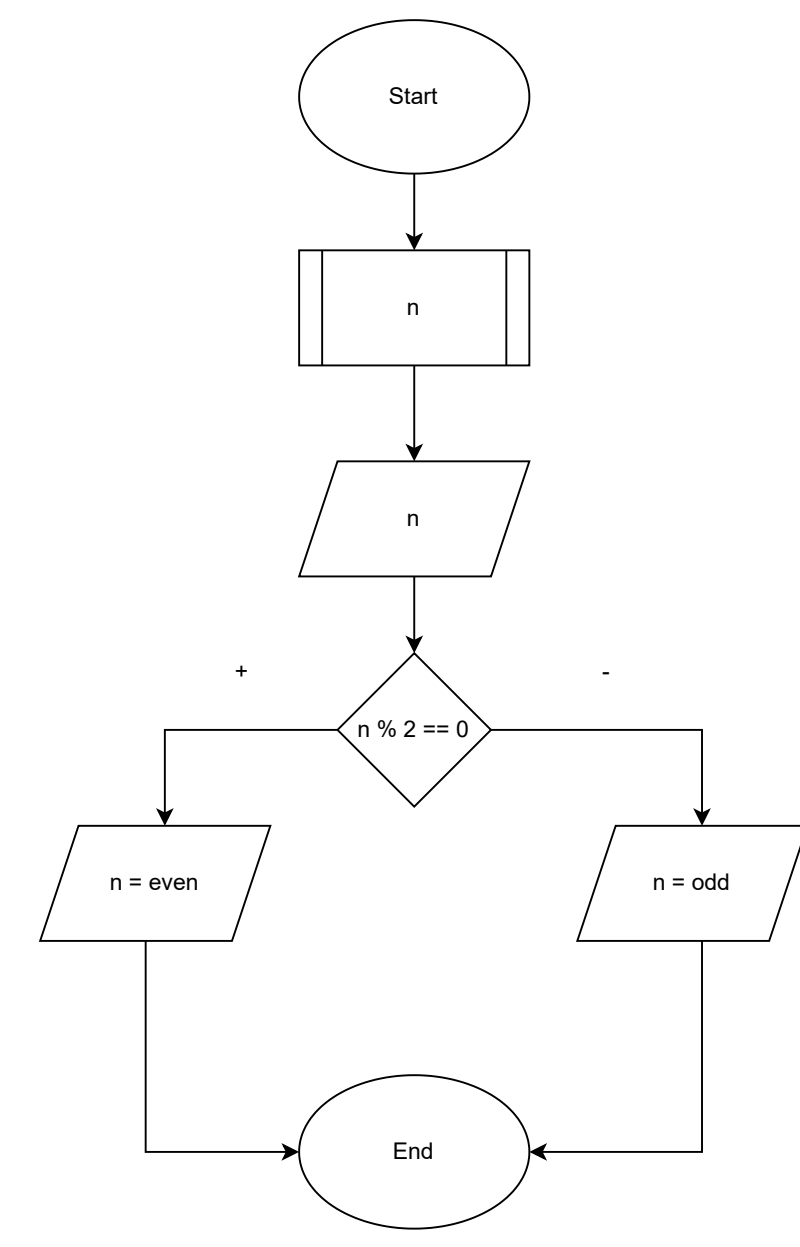 Start
n
n
+
-
n % 2 == 0
n = even
n = odd
End